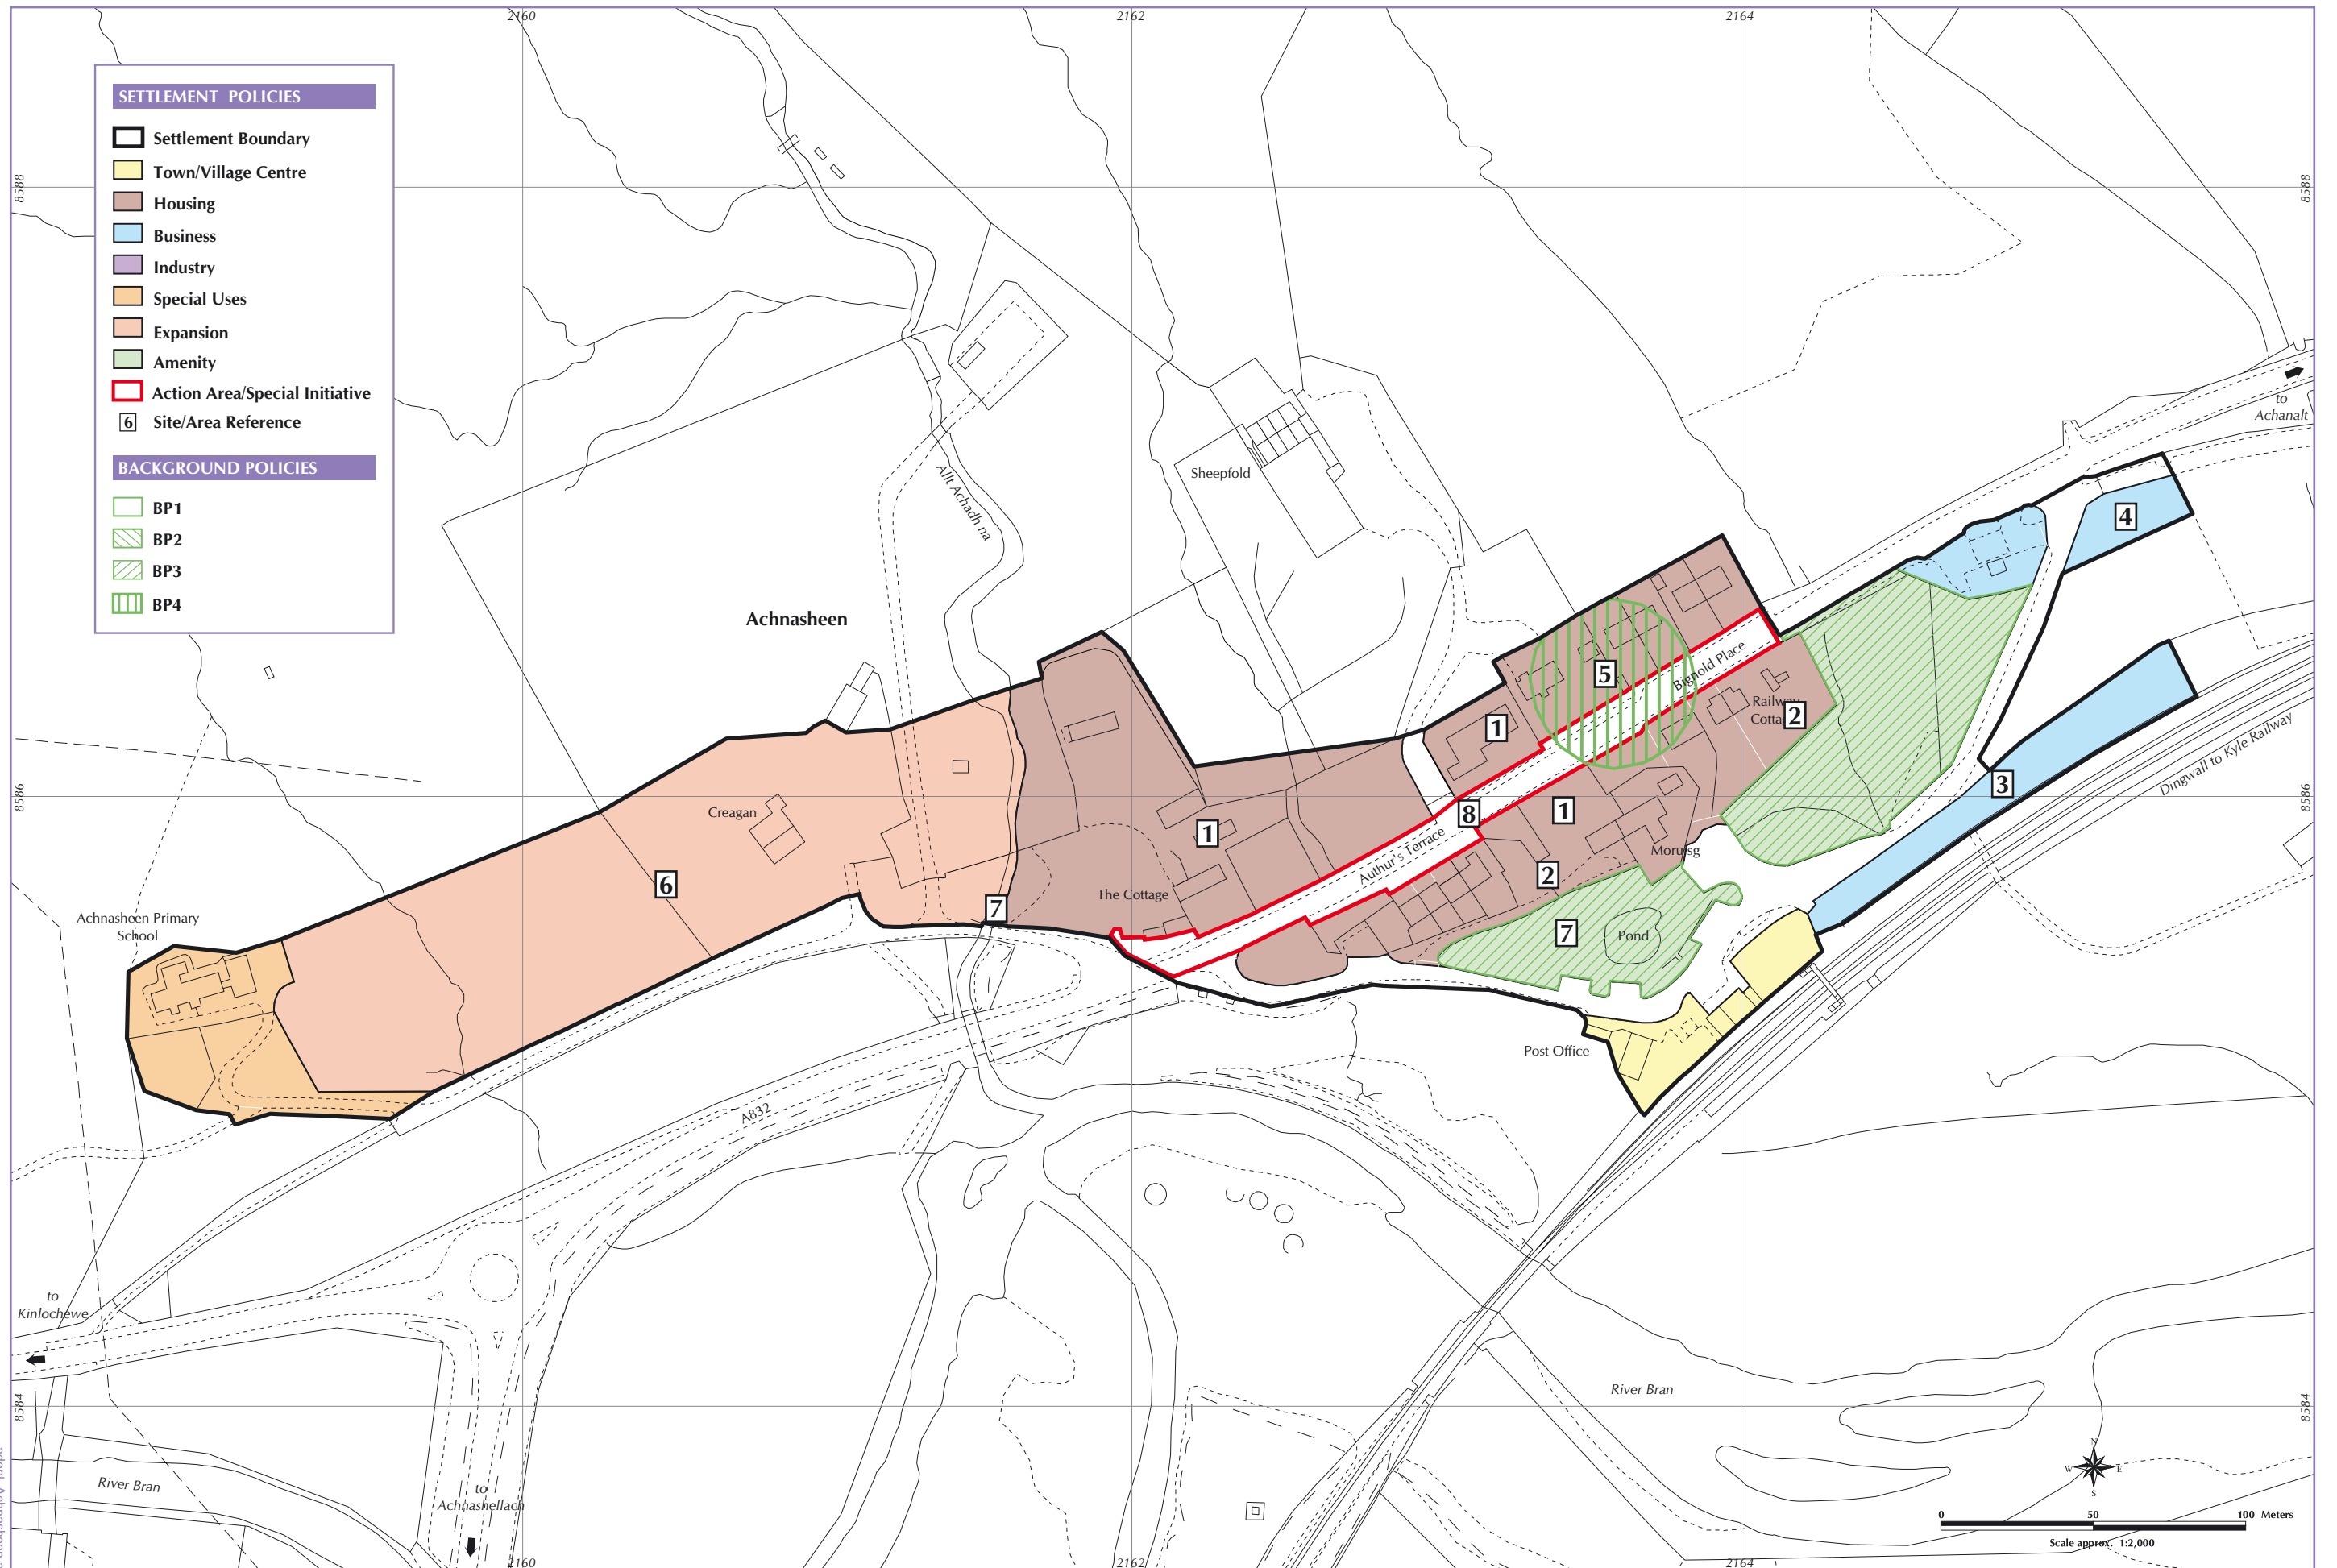 2160
2162
2164
SETTLEMENT POLICIES
Settlement Boundary
Town/Village Centre
Housing
Business
Industry
Special Uses
Expansion
Amenity
Action Area/Special Initiative
6 Site/Area Reference
BACKGROUND POLICIES
BP1
BP2
BP3
BP4
8588
8588
to
Achanalt
Sheepfold
Allt Achadh na
4
Achnasheen
5
Bignold Place
Railway
2
1
Dingwall to Kyle Railway
3
8586
8586
Creagan
1
8
1
Authur's Terrace
6
The Cottage
2
7
Achnasheen Primary
School
7
Pond
Post Office
A832
to
Kinlochewe
River Bran
8584
8584
River Bran
to
Achnashellach
N
W
E
S
0
50
100 Meters
Scale approx. 1:2,000
2160
2162
2164